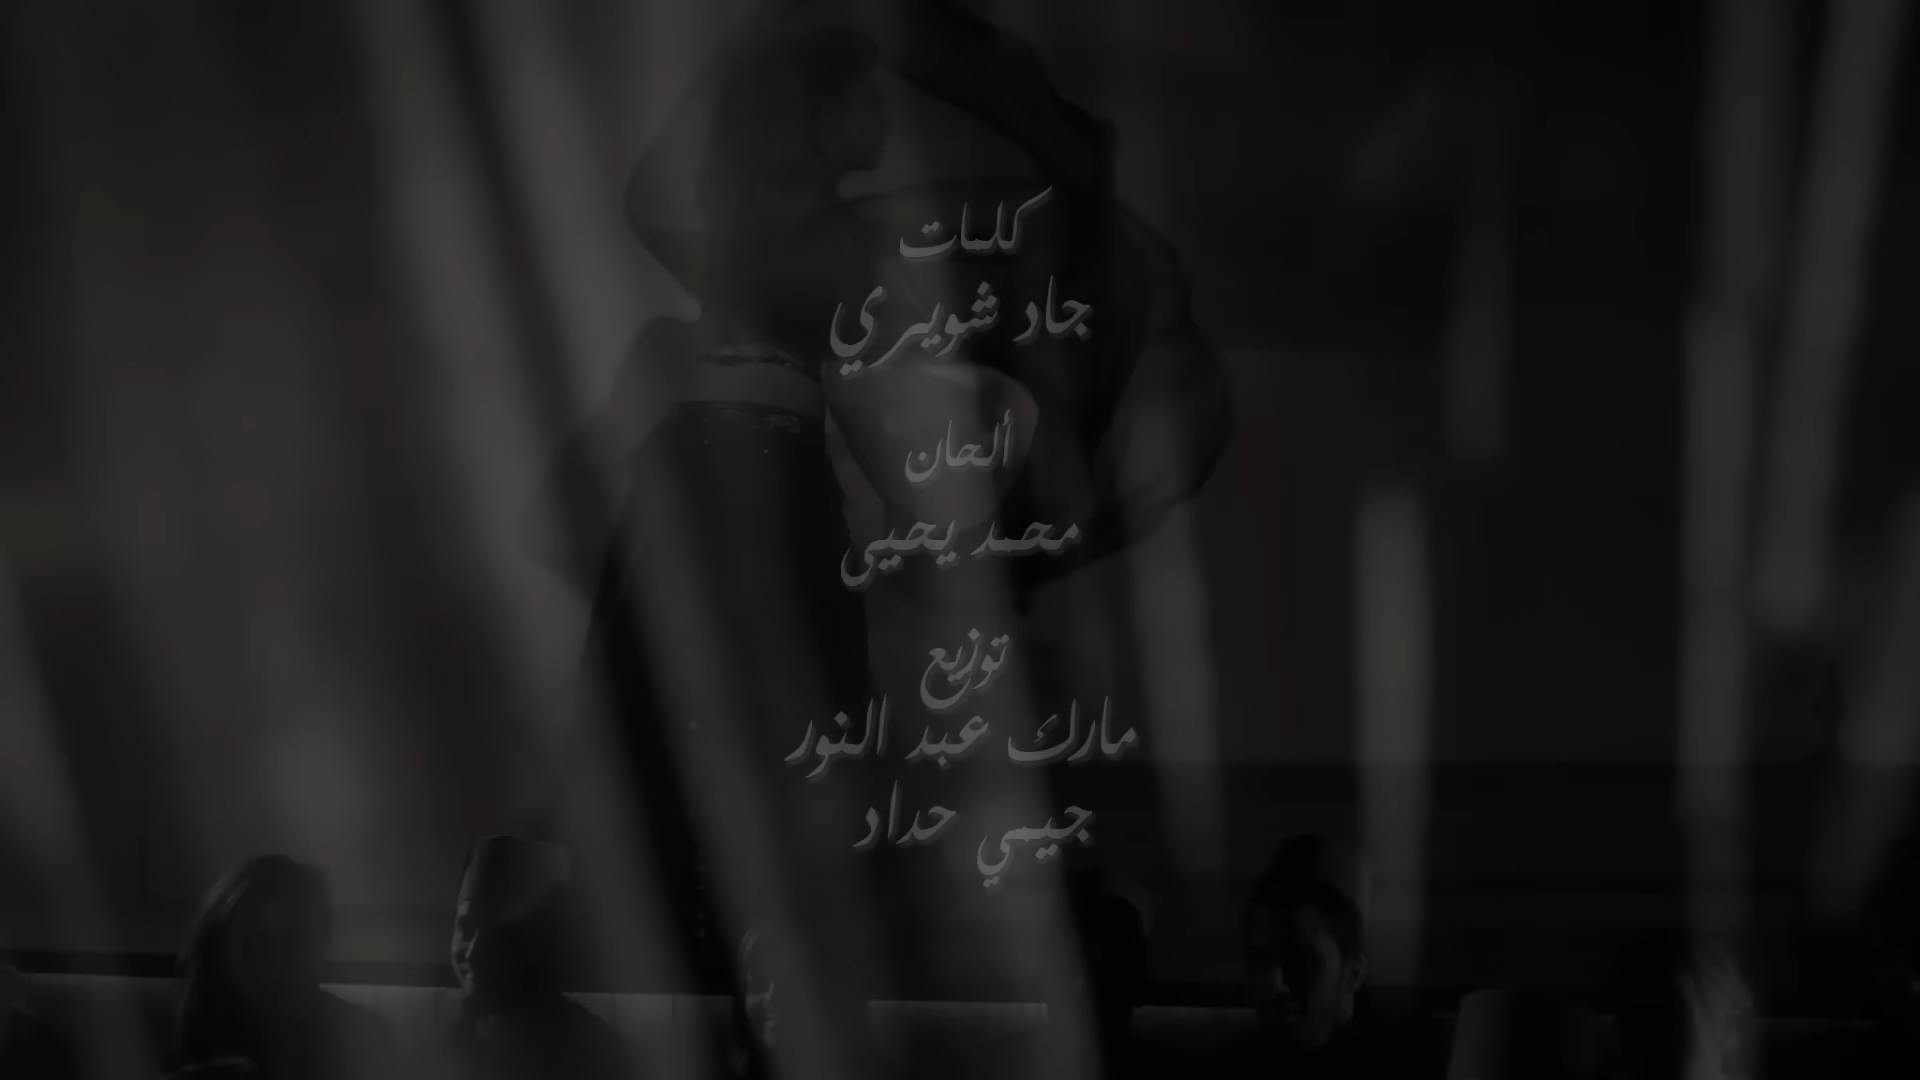 كلمات
جاد شويري
ألحان
محمد يحيى
توزيع
مارك عبد النور
جيمي حداد